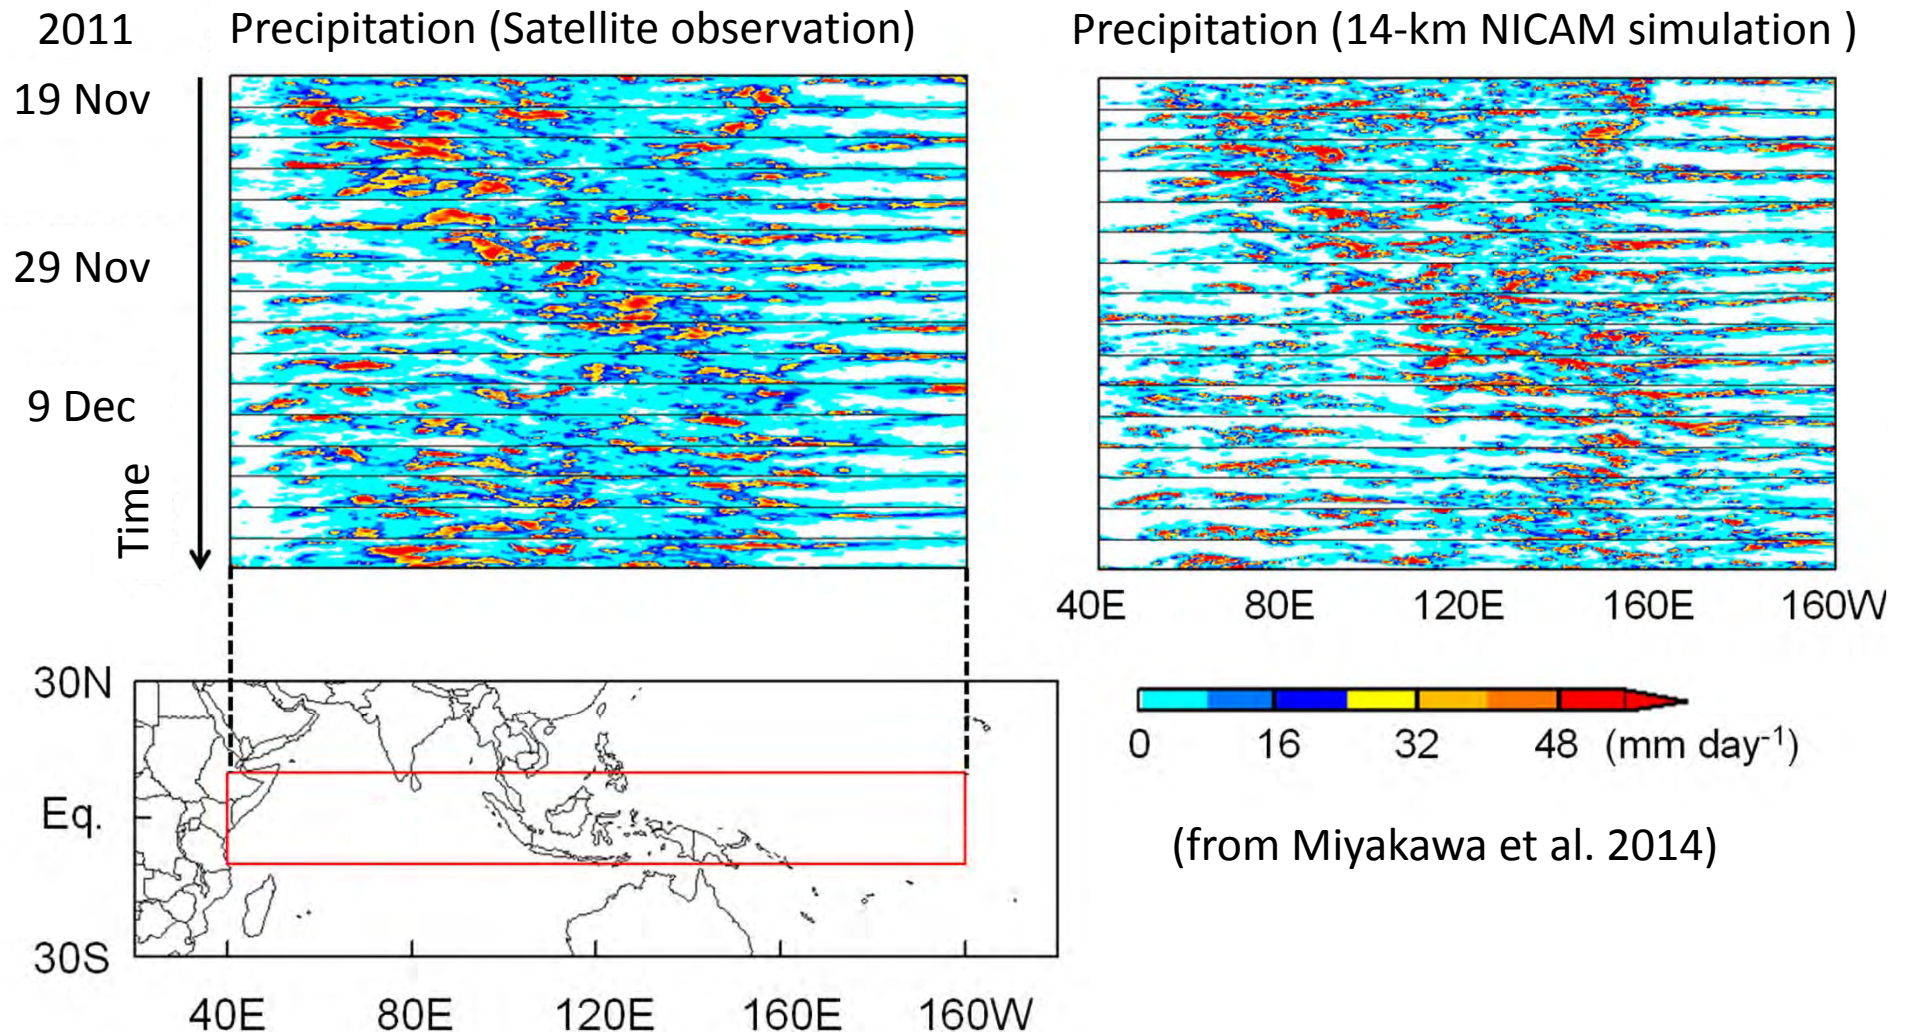 2011
Precipitation (Satellite observation)
Precipitation (14-km NICAM simulation )
19 Nov
29 Nov
9 Dec
Time
40E 80E 120E 160E 160W
30N
Eq.
30S
40E 80E 120E 160E 160W
0 16 32 48 (mm day⁻¹)
(from Miyakawa et al. 2014)